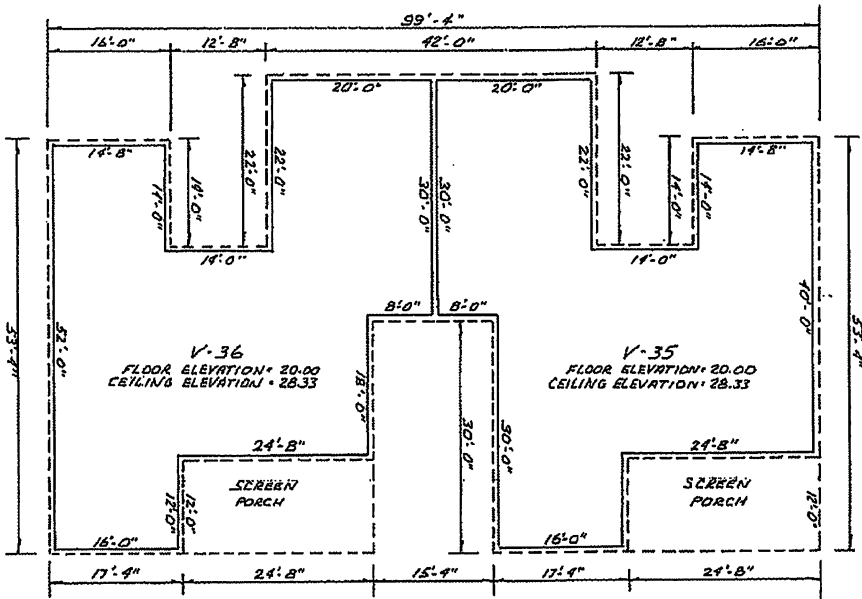 99'-4"
16'-0" 12'-8" 42'-0" 12'-8" 16'-0"
20'-0" 20'-0"
14'-8" 14'-0" 14'-0" 22'-0" 22'-0" 30'-0" 30'-0" 22'-0" 22'-0" 14'-0" 14'-0" 14'-8"
14'-0" 14'-0"
53'-4" 52'-0" 40'-0" 53'-4"
8'-0" 8'-0"
V-36 V-35
FLOOR ELEVATION = 20.00 FLOOR ELEVATION = 20.00
CEILING ELEVATION = 28.33 CEILING ELEVATION = 28.33
18'-0" 30'-0" 30'-0"
24'-8" 24'-8"
SCREEN SCREEN
PORCH PORCH
12'-0" 12'-0" 12'-0"
16'-0" 16'-0"
17'-4" 24'-8" 15'-4" 17'-4" 24'-8"